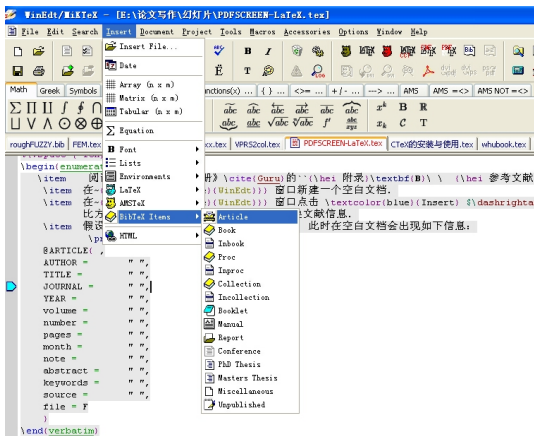 WinEdt/MiKTeX - [E:\论文写作\幻灯片\PDFSCREEN-LaTeX.tex]
File Edit Search Insert Document Project Tools Macros Accessories Options Window Help
Insert File...
Date
Array (n x m)
Matrix (n x m)
Tabular (n x m)
Equation
Font
Lists
Environments
LaTeX
AMSTeX
BibTeX Items
HTML
Math Greek Symbols
{ } <>= ... + / - ... ---> ... AMS AMS =<> AMS NOT =<>
roughFUZZY.bib FEM.tex VPRS2col.tex PDFSCREEN-LaTeX.tex CTeX的安装与使用.tex whubook.tex
\item
册》\cite{Guru}的``{\hei 附录}\textbf{B}\ \ {\hei 参考文献
\item 在~
(WinEdt))) 窗口新建一个空白文档.
\item 在~
(WinEdt))) 窗口点击 \textcolor{blue}{Insert} $\dashrightarrow
比方
文献信息.
\item 假设
此时在空白文档会出现如下信息:
Article
Book
Inbook
Proc
Inproc
Collection
Incollection
Booklet
Manual
Report
Conference
PhD Thesis
Masters Thesis
Miscellaneous
Unpublished
@ARTICLE{ ,
AUTHOR = " ",
TITLE = " ",
JOURNAL = " ",
YEAR = " ",
volume = " ",
number = " ",
pages = " ",
month = " ",
note = " ",
abstract = " ",
keywords = " ",
source = " ",
file = F
}
\end{verbatim}